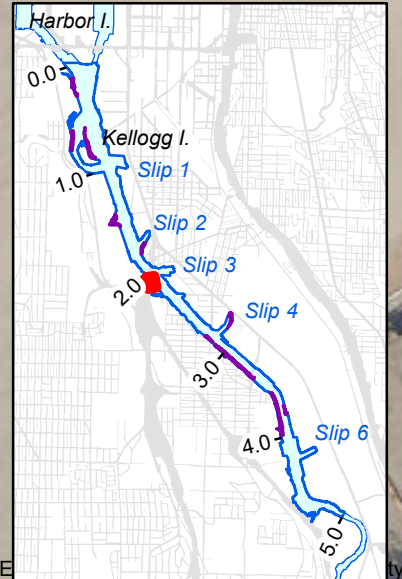 Harbor I.
0.0
Kellogg I.
Slip 1
1.0
Slip 2
Slip 3
2.0
Slip 4
3.0
Slip 6
4.0
5.0
E
ty